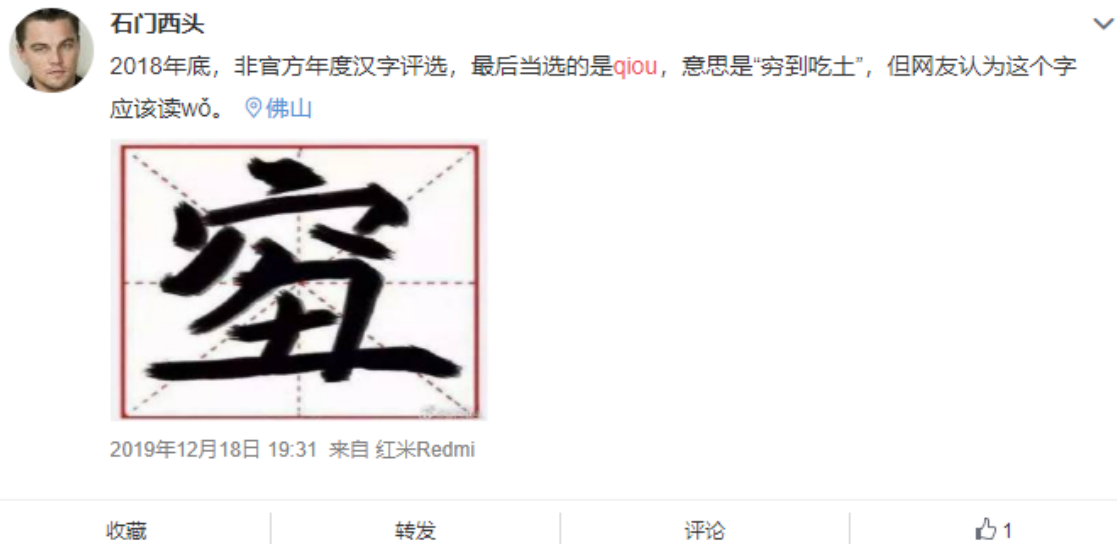 石门西头
2018年底，非官方年度汉字评选，最后当选的是qiou，意思是“穷到吃土”，但网友认为这个字
应该读wǒ。 佛山
2019年12月18日 19:31 来自 红米Redmi
收藏 转发 评论 1